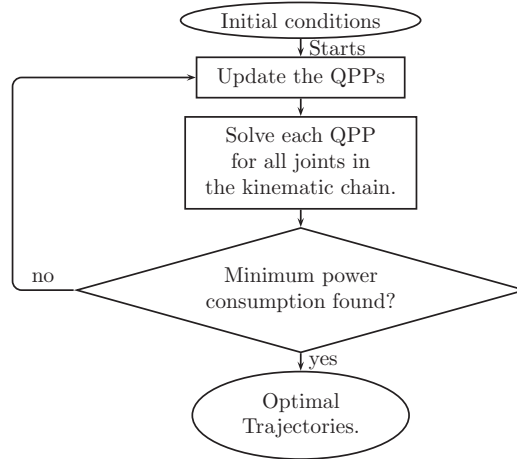 Initial conditions
Starts
Update the QPPs
Solve each QPP
for all joints in
the kinematic chain.
no
Minimum power
consumption found?
yes
Optimal
Trajectories.